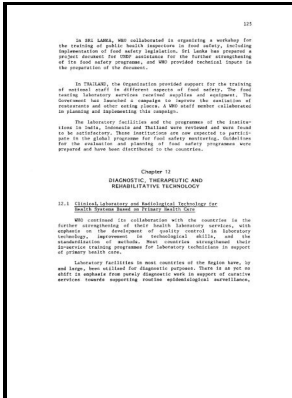 125
In SRI LANKA, WHO collaborated in organizing a workshop for
the training of public health inspectors in food safety, including
implementation of food safety legislation. Sri Lanka has prepared a
project document for UNDP assistance for the further strengthening
of its food safety programme, and WHO provided technical inputs in
the preparation of the document.
In THAILAND, the Organization provided support for the training
of national staff in different aspects of food safety. The food
testing laboratory services received supplies and equipment. The
Government has launched a campaign to improve the sanitation of
restaurants and other eating places. A WHO staff member collaborated
in planning and implementing this campaign.
The laboratory facilities and the programmes of the institu-
tions in India, Indonesia and Thailand were reviewed and were found
to be satisfactory. These institutions are now expected to partici-
pate in the global programme for food safety monitoring. Guidelines
for the evaluation and planning of food safety programmes were
prepared and have been distributed to the countries.
Chapter 12
DIAGNOSTIC, THERAPEUTIC AND
REHABILITATIVE TECHNOLOGY
12.1 Clinical, Laboratory and Radiological Technology for
Health Systems Based on Primary Health Care
WHO continued its collaboration with the countries in the
further strengthening of their health laboratory services, with
emphasis on the development of quality control in laboratory
technology, improvement in technological skills, and the
standardization of methods. Most countries strengthened their
in-service training programmes for laboratory technicians in support
of primary health care.
Laboratory facilities in most countries of the Region have, by
and large, been utilized for diagnostic purposes. There is as yet no
shift in emphasis from purely diagnostic work in support of curative
services towards supporting routine epidemiological surveillance,